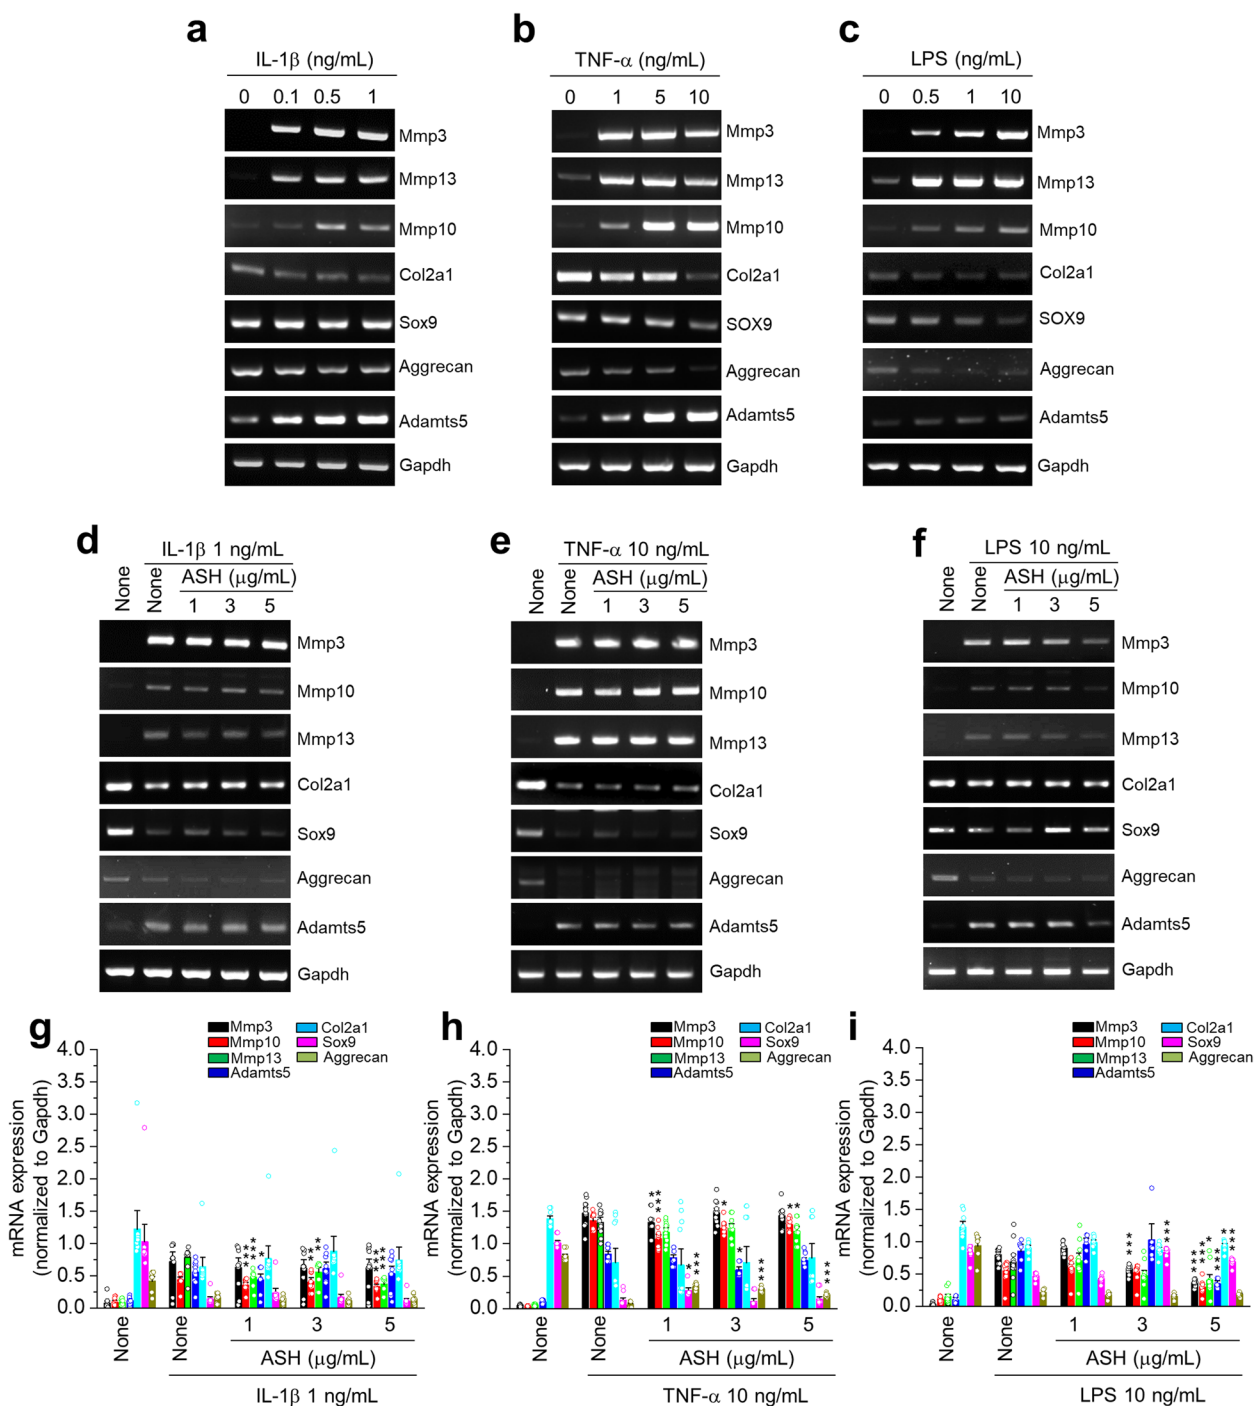 a
IL-1β (ng/mL)
0 0.1 0.5 1
Mmp3
Mmp13
Mmp10
Col2a1
Sox9
Aggrecan
Adamts5
Gapdh
b
TNF-α (ng/mL)
0 1 5 10
Mmp3
Mmp13
Mmp10
Col2a1
SOX9
Aggrecan
Adamts5
Gapdh
c
LPS (ng/mL)
0 0.5 1 10
Mmp3
Mmp13
Mmp10
Col2a1
SOX9
Aggrecan
Adamts5
Gapdh
d
IL-1β 1 ng/mL
None None ASH (μg/mL)
1 3 5
Mmp3
Mmp10
Mmp13
Col2a1
Sox9
Aggrecan
Adamts5
Gapdh
e
TNF-α 10 ng/mL
None None ASH (μg/mL)
1 3 5
Mmp3
Mmp10
Mmp13
Col2a1
Sox9
Aggrecan
Adamts5
Gapdh
f
LPS 10 ng/mL
None None ASH (μg/mL)
1 3 5
Mmp3
Mmp10
Mmp13
Col2a1
Sox9
Aggrecan
Adamts5
Gapdh
g
Mmp3 Col2a1
Mmp10 Sox9
Mmp13 Aggrecan
Adamts5
mRNA expression
(normalized to Gapdh)
4.0
3.5
3.0
2.5
2.0
1.5
1.0
0.5
0.0
None None 1 3 5
ASH (μg/mL)
IL-1β 1 ng/mL
h
Mmp3 Col2a1
Mmp10 Sox9
Mmp13 Aggrecan
Adamts5
mRNA expression
(normalized to Gapdh)
4.0
3.5
3.0
2.5
2.0
1.5
1.0
0.5
0.0
None None 1 3 5
ASH (μg/mL)
TNF-α 10 ng/mL
i
Mmp3 Col2a1
Mmp10 Sox9
Mmp13 Aggrecan
Adamts5
mRNA expression
(normalized to Gapdh)
4.0
3.5
3.0
2.5
2.0
1.5
1.0
0.5
0.0
None None 1 3 5
ASH (μg/mL)
LPS 10 ng/mL